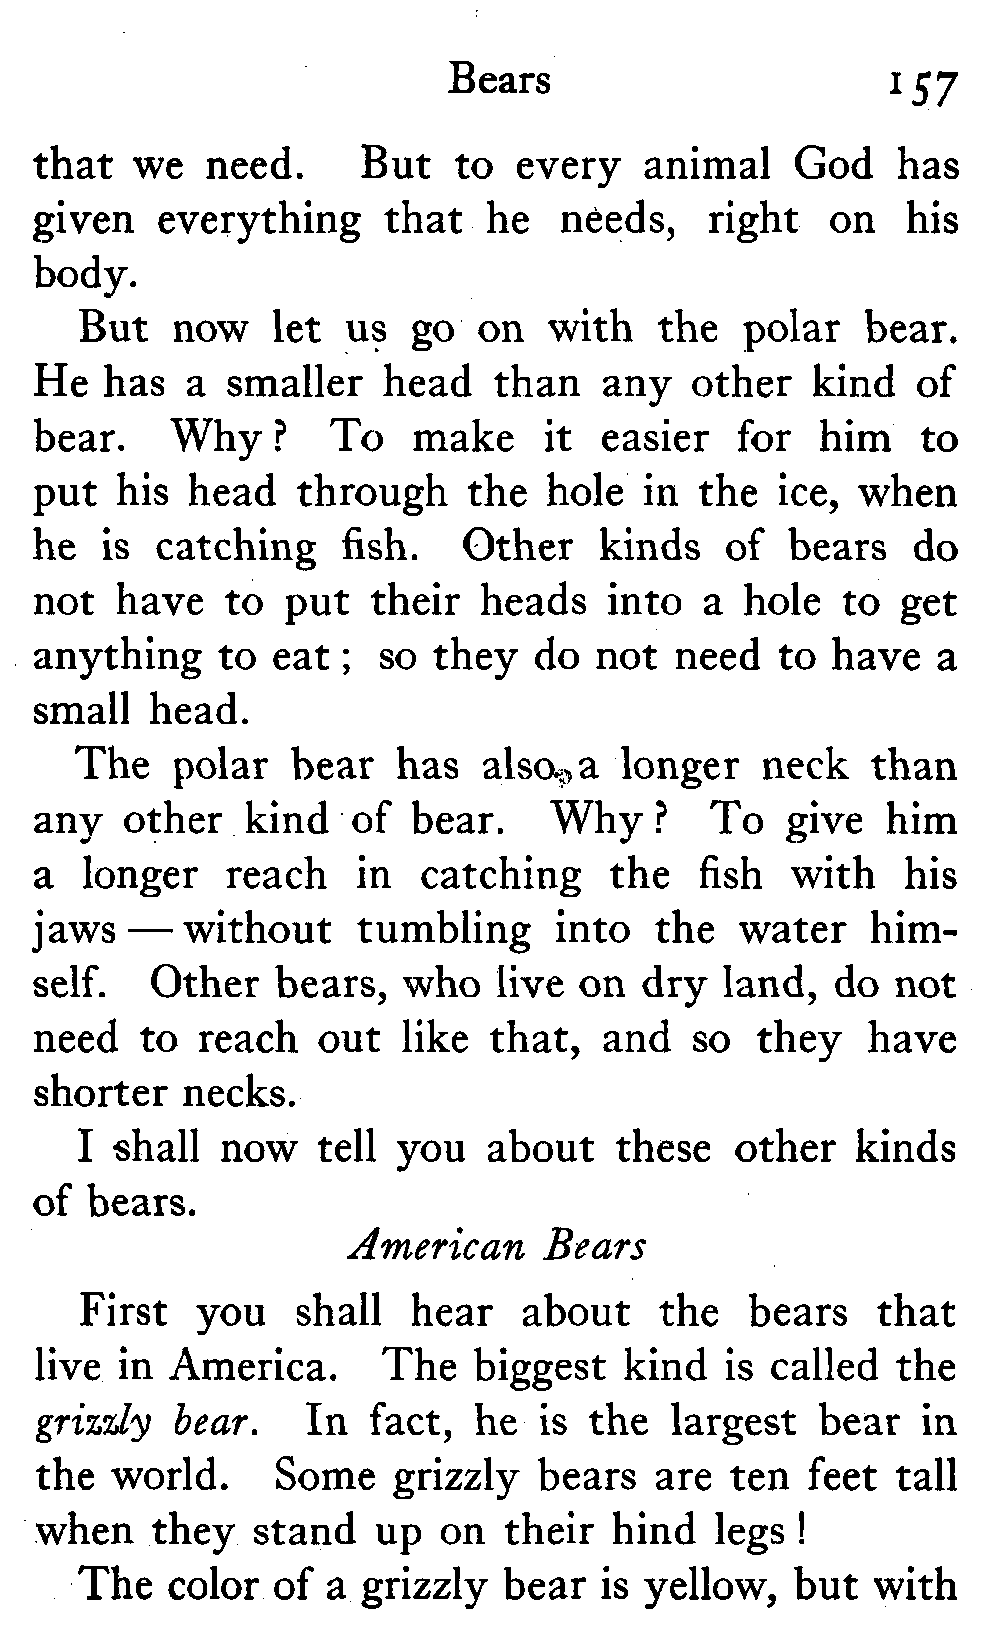 Bears 157
that we need. But to every animal God has
given everything that he needs, right on his
body.
But now let us go on with the polar bear.
He has a smaller head than any other kind of
bear. Why? To make it easier for him to
put his head through the hole in the ice, when
he is catching fish. Other kinds of bears do
not have to put their heads into a hole to get
anything to eat; so they do not need to have a
small head.
The polar bear has also a longer neck than
any other kind of bear. Why? To give him
a longer reach in catching the fish with his
jaws — without tumbling into the water him-
self. Other bears, who live on dry land, do not
need to reach out like that, and so they have
shorter necks.
I shall now tell you about these other kinds
of bears.
American Bears
First you shall hear about the bears that
live in America. The biggest kind is called the
grizzly bear. In fact, he is the largest bear in
the world. Some grizzly bears are ten feet tall
when they stand up on their hind legs!
The color of a grizzly bear is yellow, but with